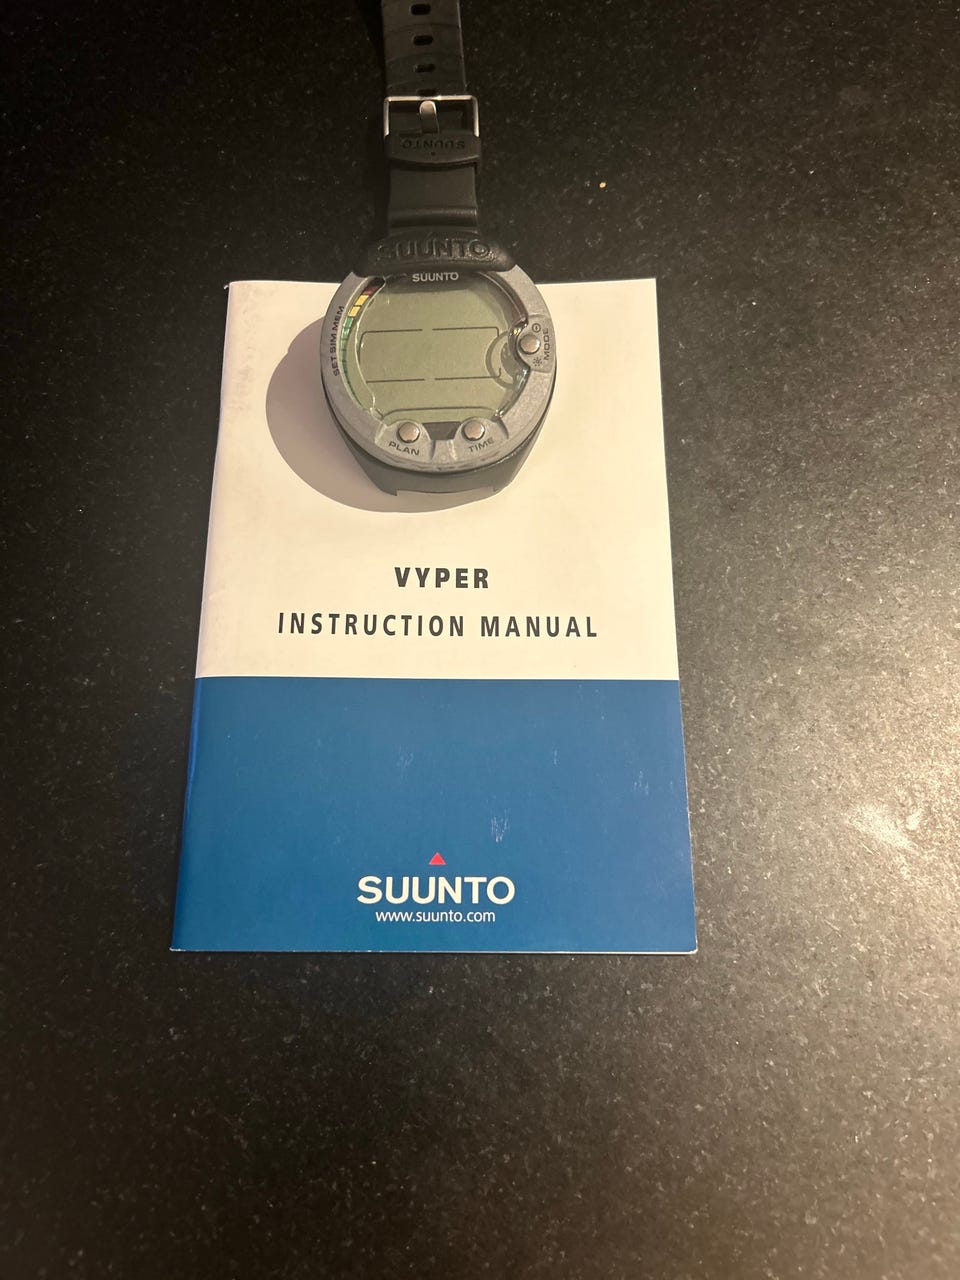 SUUNTO
SUUNTO
SUUNTO
SET SIM MEM
MODE
PLAN
TIME
VYPER
INSTRUCTION MANUAL
SUUNTO
www.suunto.com